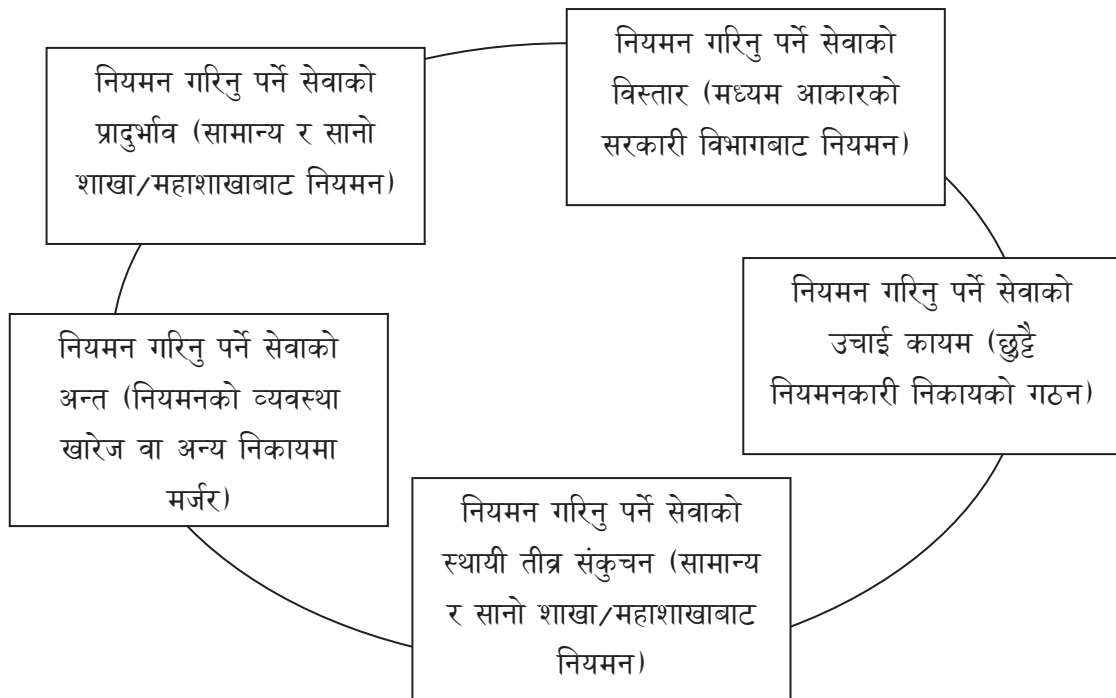 नियमन गरिनु पर्ने सेवाको
प्रादुर्भाव (सामान्य र सानो
शाखा/महाशाखाबाट नियमन)
नियमन गरिनु पर्ने सेवाको
विस्तार (मध्यम आकारको
सरकारी विभागबाट नियमन)
नियमन गरिनु पर्ने सेवाको
उचाई कायम (छुट्टै
नियमनकारी निकायको गठन)
नियमन गरिनु पर्ने सेवाको
स्थायी तीव्र संकुचन (सामान्य
र सानो शाखा/महाशाखाबाट
नियमन)
नियमन गरिनु पर्ने सेवाको
अन्त (नियमनको व्यवस्था
खारेज वा अन्य निकायमा
मर्जर)